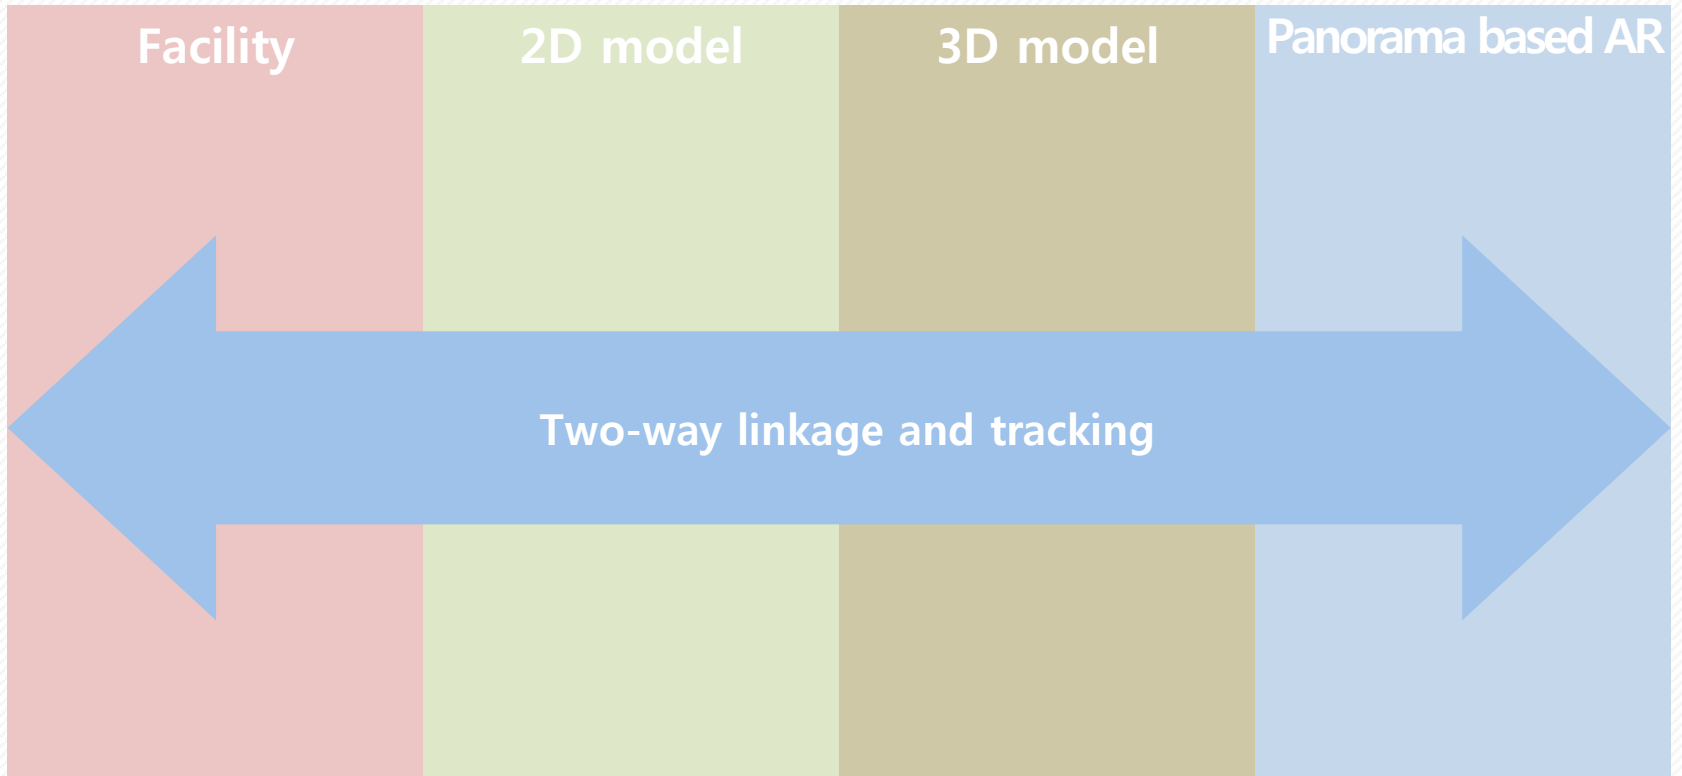 Facility
2D model
3D model
Panorama based AR
Two-way linkage and tracking